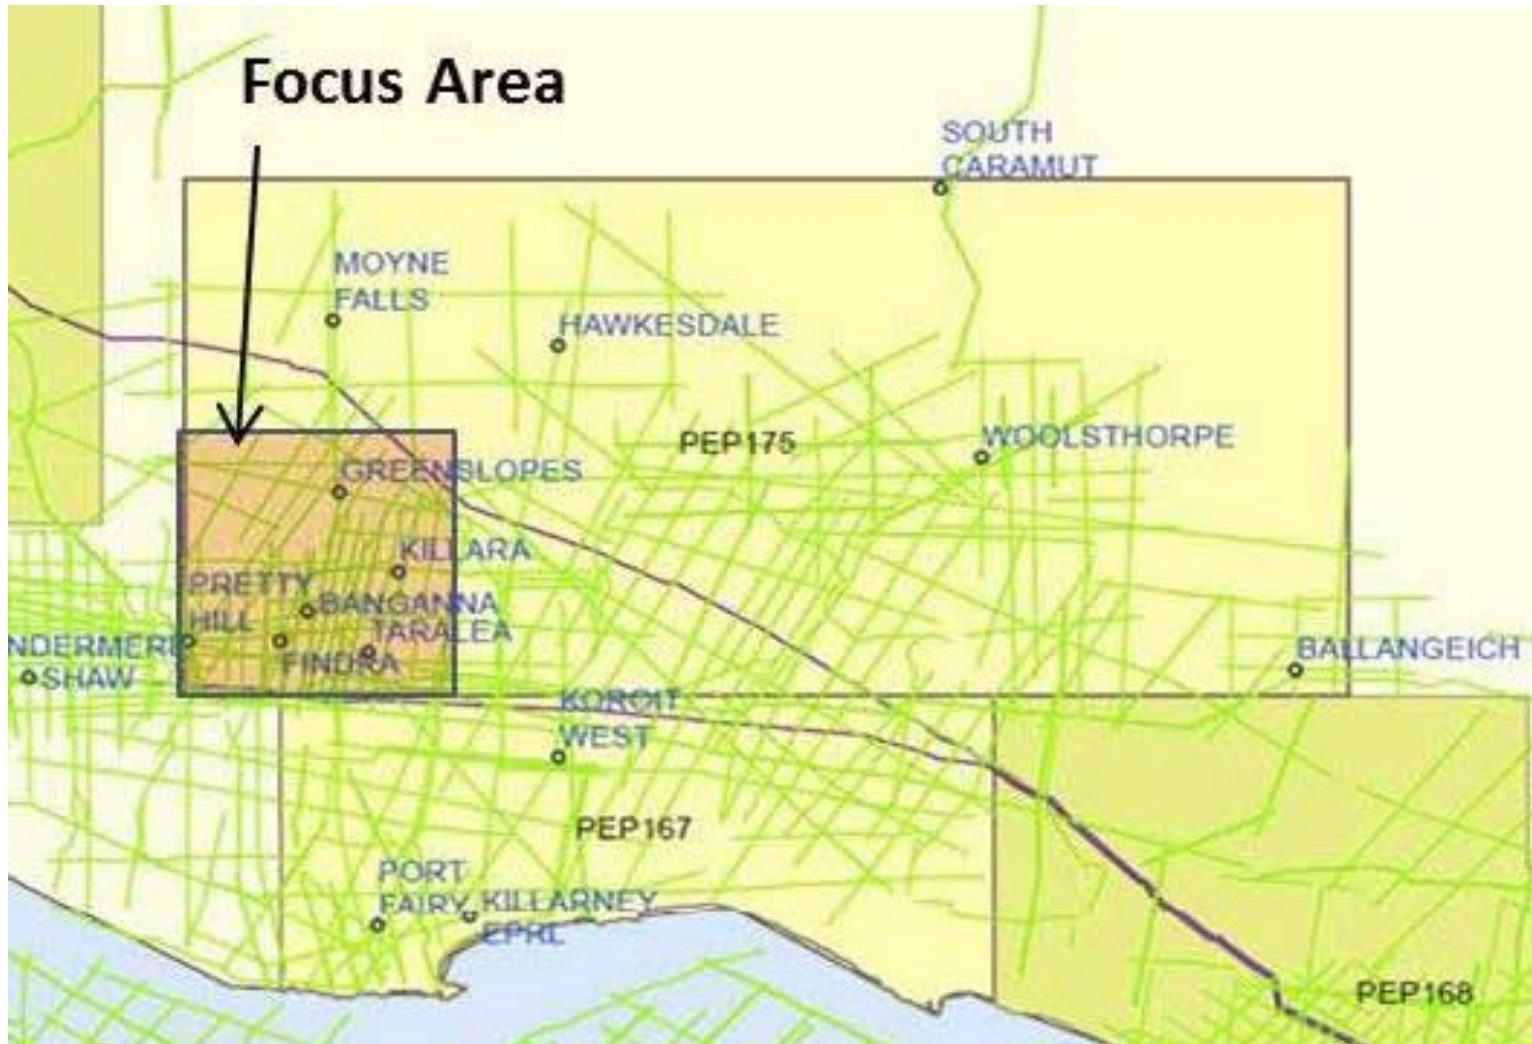 Focus Area
SOUTH
CARAMUT
MOYNE
FALLS
HAWKESDALE
PEP175
WOOLSTHORPE
GREENSLOPES
KILLARA
PRETTY
HILL
BANGANNA
TARALEA
FINDRA
NDERMERE
SHAW
BALLANGEICH
KOROIT
WEST
PEP167
PORT
FAIRY
KILLARNEY
EPRL
PEP168